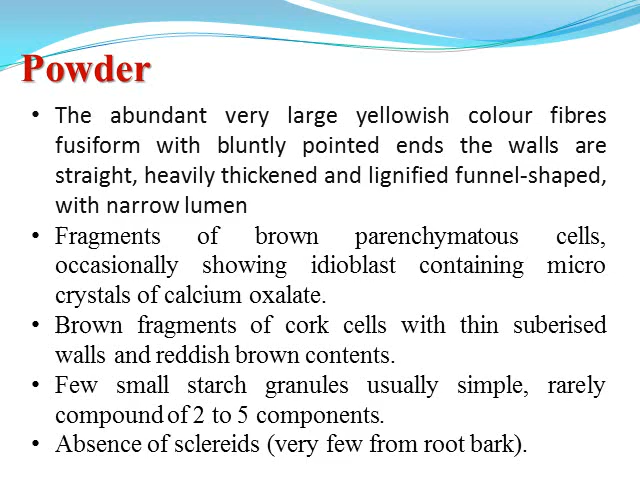 Powder
• The abundant very large yellowish colour fibres
fusiform with bluntly pointed ends the walls are
straight, heavily thickened and lignified funnel-shaped,
with narrow lumen
• Fragments of brown parenchymatous cells,
occasionally showing idioblast containing micro
crystals of calcium oxalate.
• Brown fragments of cork cells with thin suberised
walls and reddish brown contents.
• Few small starch granules usually simple, rarely
compound of 2 to 5 components.
• Absence of sclereids (very few from root bark).